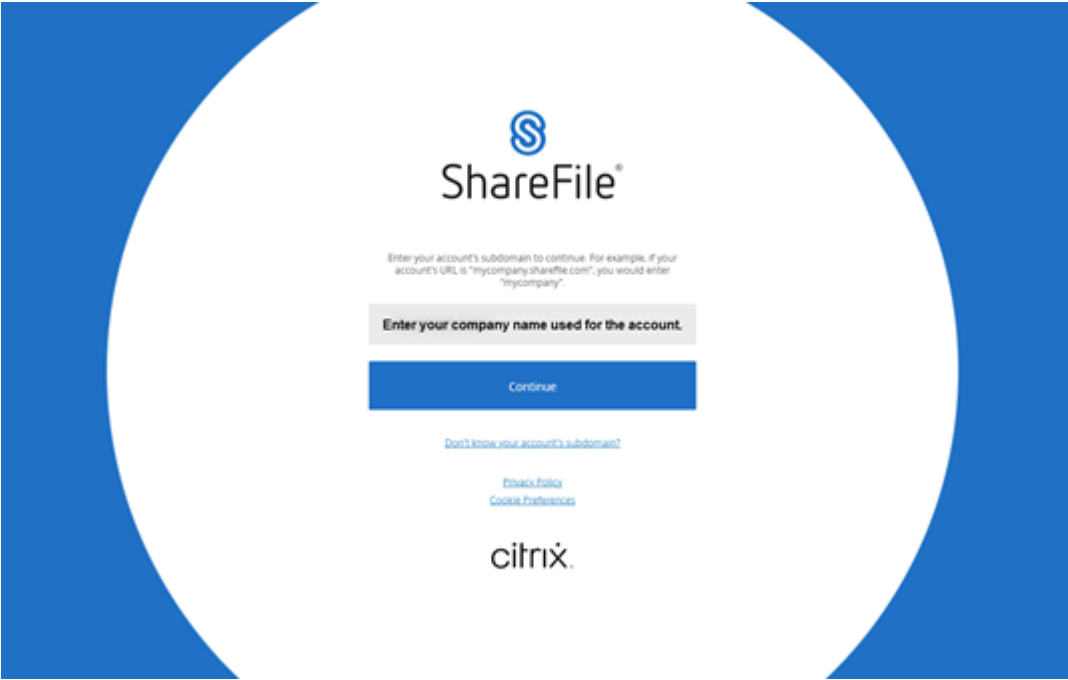 ShareFile®
Enter your account's subdomain to continue. For example, if your
account's URL is "mycompany.sharefile.com", you would enter
"mycompany".
Enter your company name used for the account.
Continue
Don't know your account's subdomain?
Privacy Policy
Cookie Preferences
citrix.